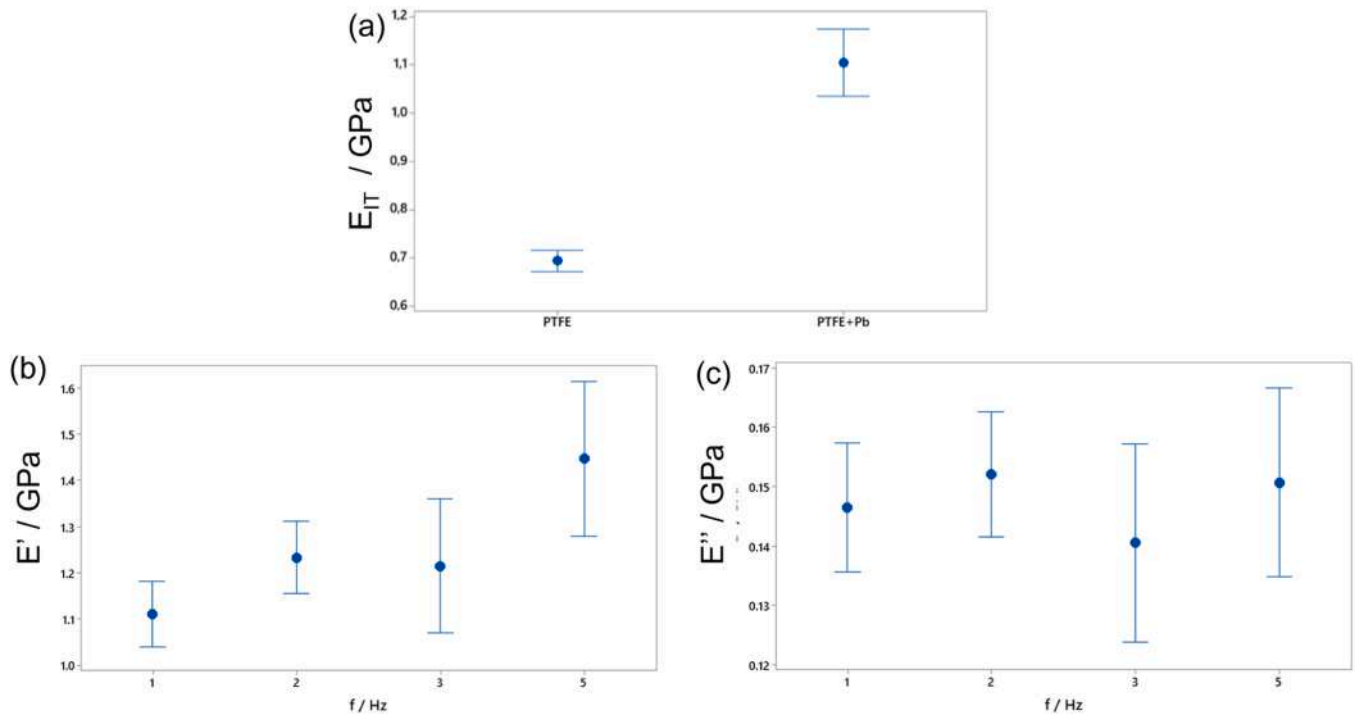 (a)
E_IT / GPa
1,2
1,1
1,0
0,9
0,8
0,7
0,6
PTFE PTFE+Pb
(b)
E' / GPa
1.6
1.5
1.4
1.3
1.2
1.1
1.0
1 2 3 5
f / Hz
(c)
E'' / GPa
0.17
0.16
0.15
0.14
0.13
0.12
1 2 3 5
f / Hz